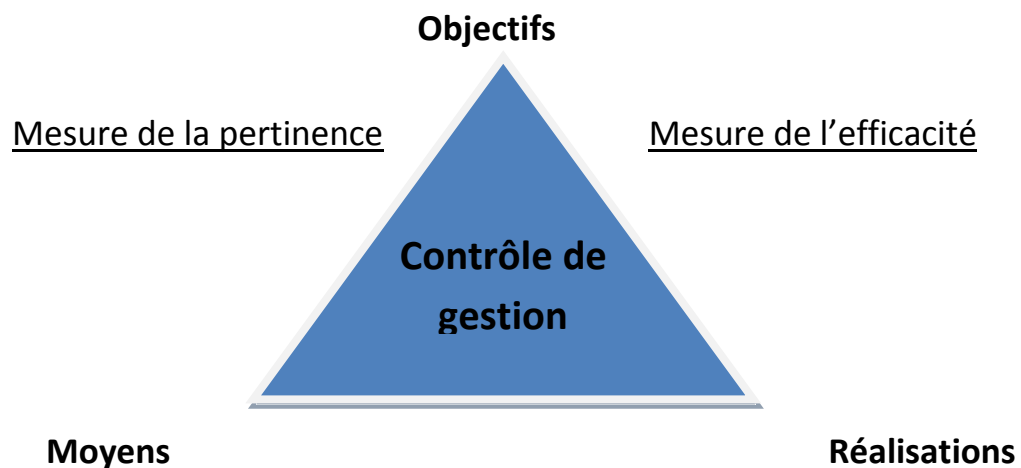 Objectifs
Mesure de la pertinence
Mesure de l’efficacité
Contrôle de
gestion
Moyens
Réalisations